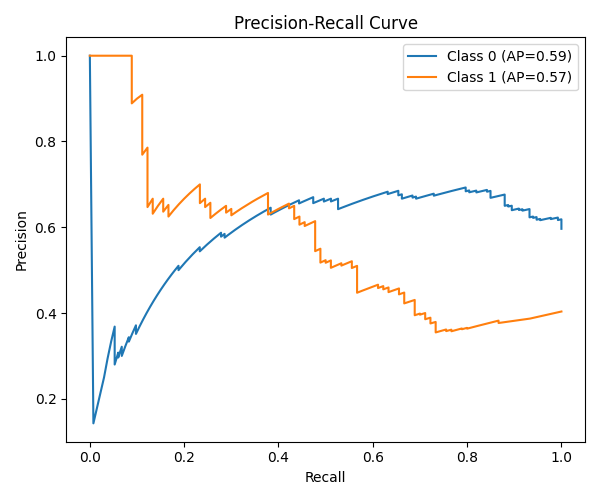 Precision-Recall Curve
Class 0 (AP=0.59)
Class 1 (AP=0.57)
Precision
1.0
0.8
0.6
0.4
0.2
0.0 0.2 0.4 0.6 0.8 1.0
Recall